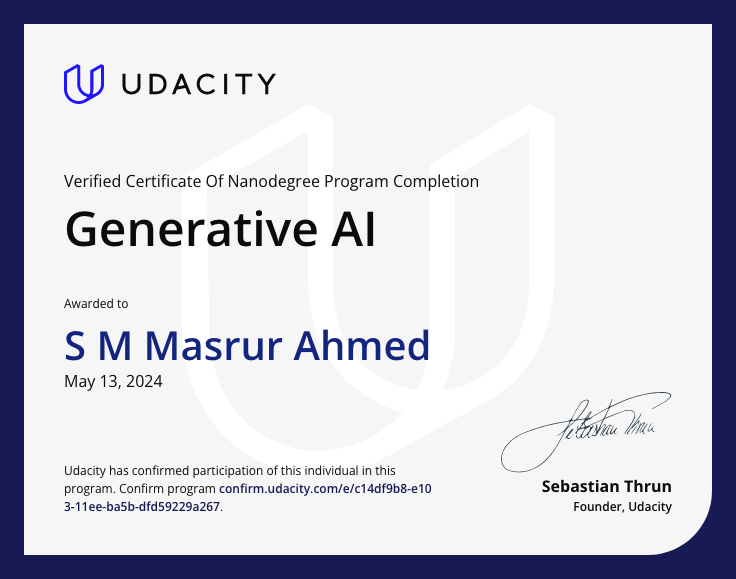 UDACITY
Verified Certificate Of Nanodegree Program Completion
Generative AI
Awarded to
S M Masrur Ahmed
May 13, 2024
Udacity has confirmed participation of this individual in this
program. Confirm program confirm.udacity.com/e/c14df9b8-e10
3-11ee-ba5b-dfd59229a267.
Sebastian Thrun
Sebastian Thrun
Founder, Udacity